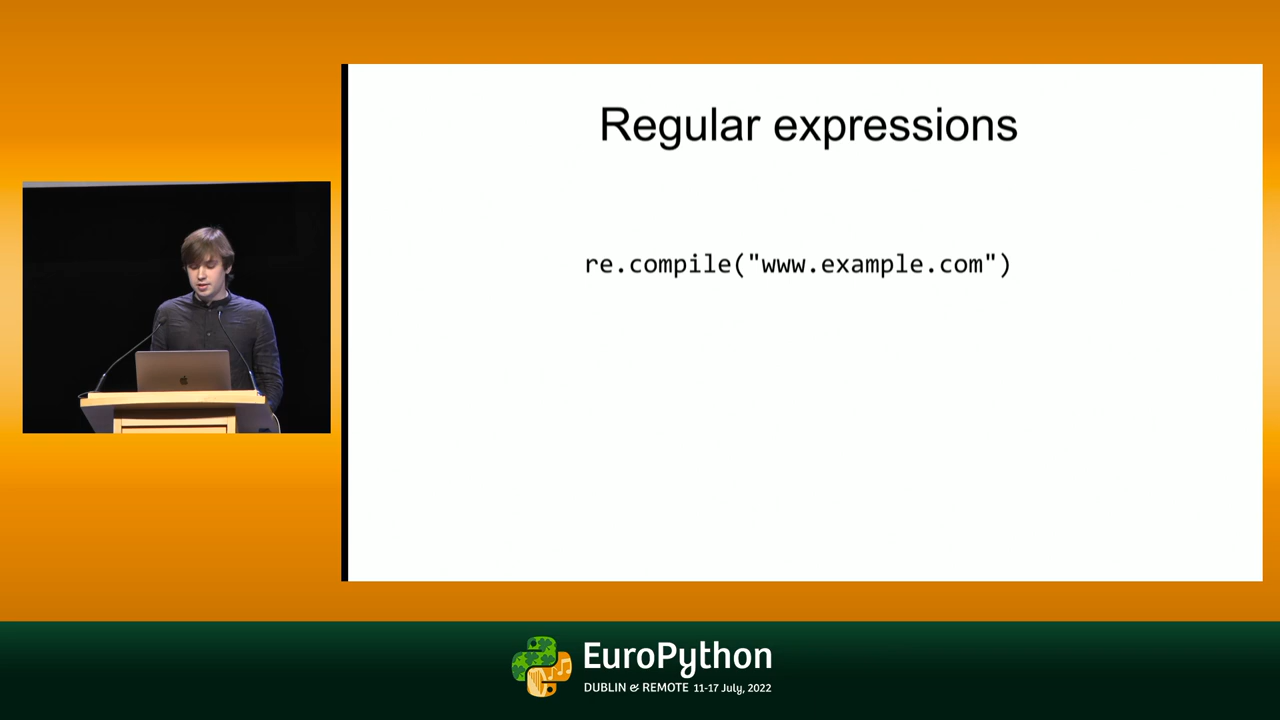 Regular expressions
re.compile("www.example.com")
EuroPython
DUBLIN & REMOTE 11-17 July, 2022